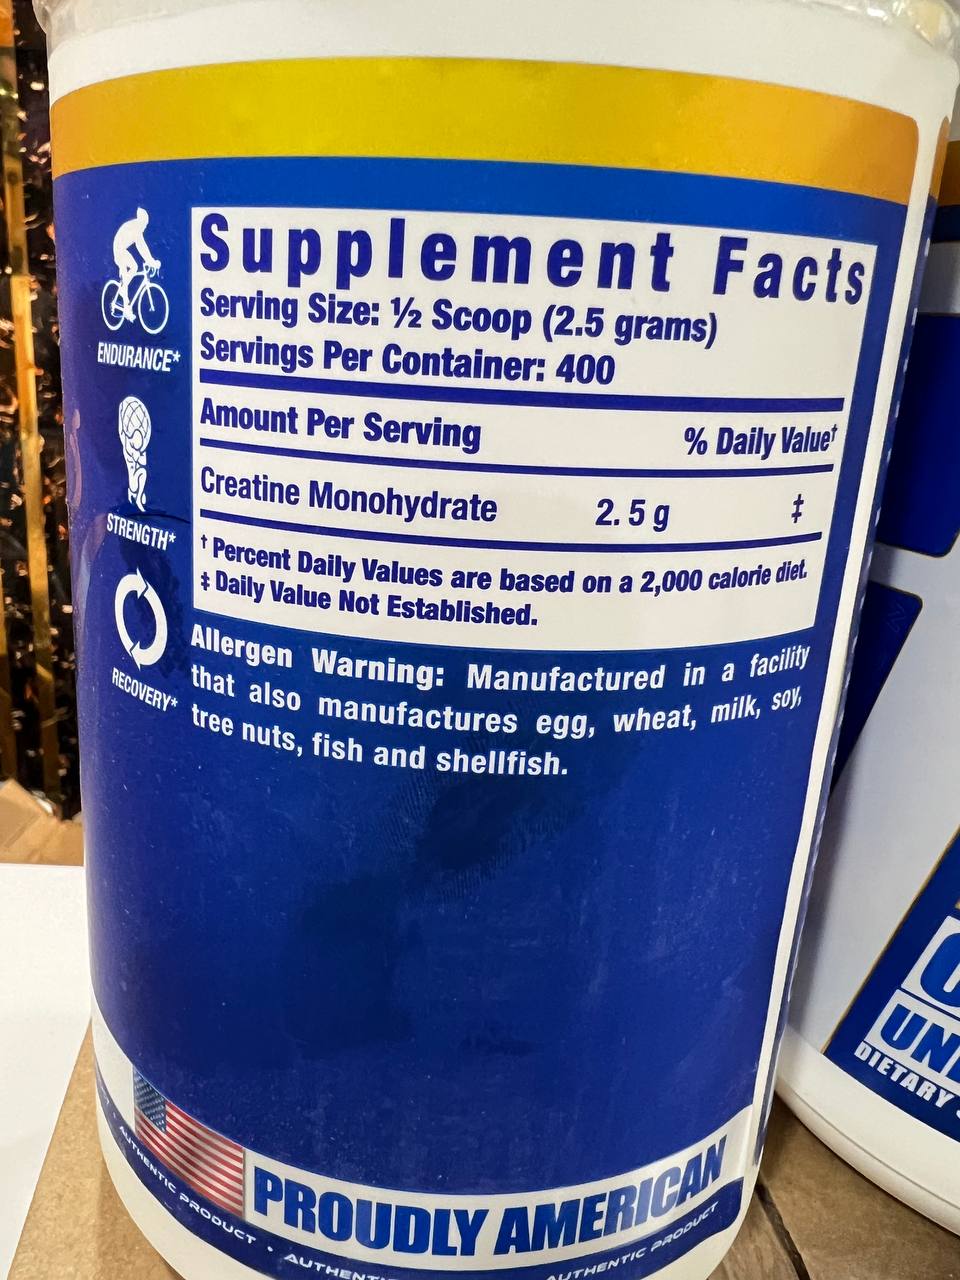 Supplement Facts
Serving Size: ½ Scoop (2.5 grams)
Servings Per Container: 400
Amount Per Serving % Daily Value†
Creatine Monohydrate 2. 5 g ‡
† Percent Daily Values are based on a 2,000 calorie diet.
‡ Daily Value Not Established.
ENDURANCE*
STRENGTH*
RECOVERY*
Allergen Warning: Manufactured in a facility
that also manufactures egg, wheat, milk, soy,
tree nuts, fish and shellfish.
PROUDLY AMERICAN
AUTHENTIC PRODUCT • AUTHENTIC PRODUCT
DIETARY